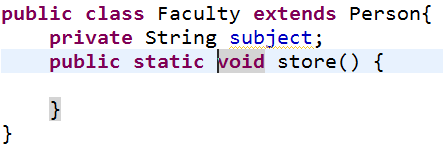 public class Faculty extends Person{
    private String subject;
    public static void store() {
    }
}